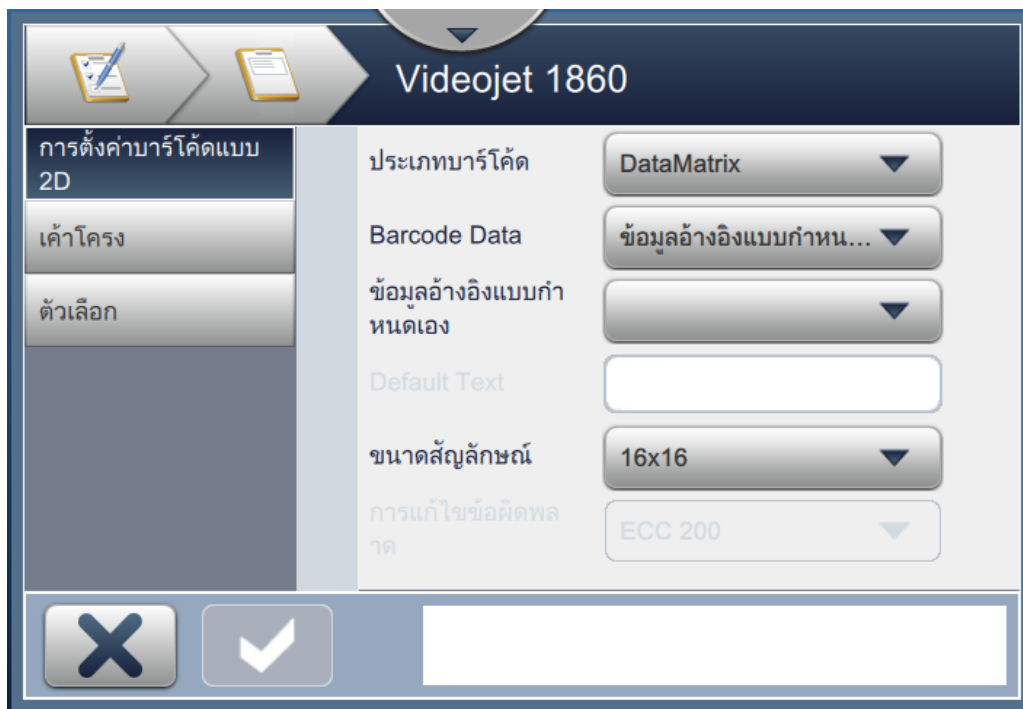 Videojet 1860
การตั้งค่าบาร์โค้ดแบบ
2D
เค้าโครง
ตัวเลือก
ประเภทบาร์โค้ด
DataMatrix
Barcode Data
ข้อมูลอ้างอิงแบบกำหน...
ข้อมูลอ้างอิงแบบกำ
หนดเอง
Default Text
ขนาดสัญลักษณ์
16x16
การแก้ไขข้อผิดพล
าด
ECC 200